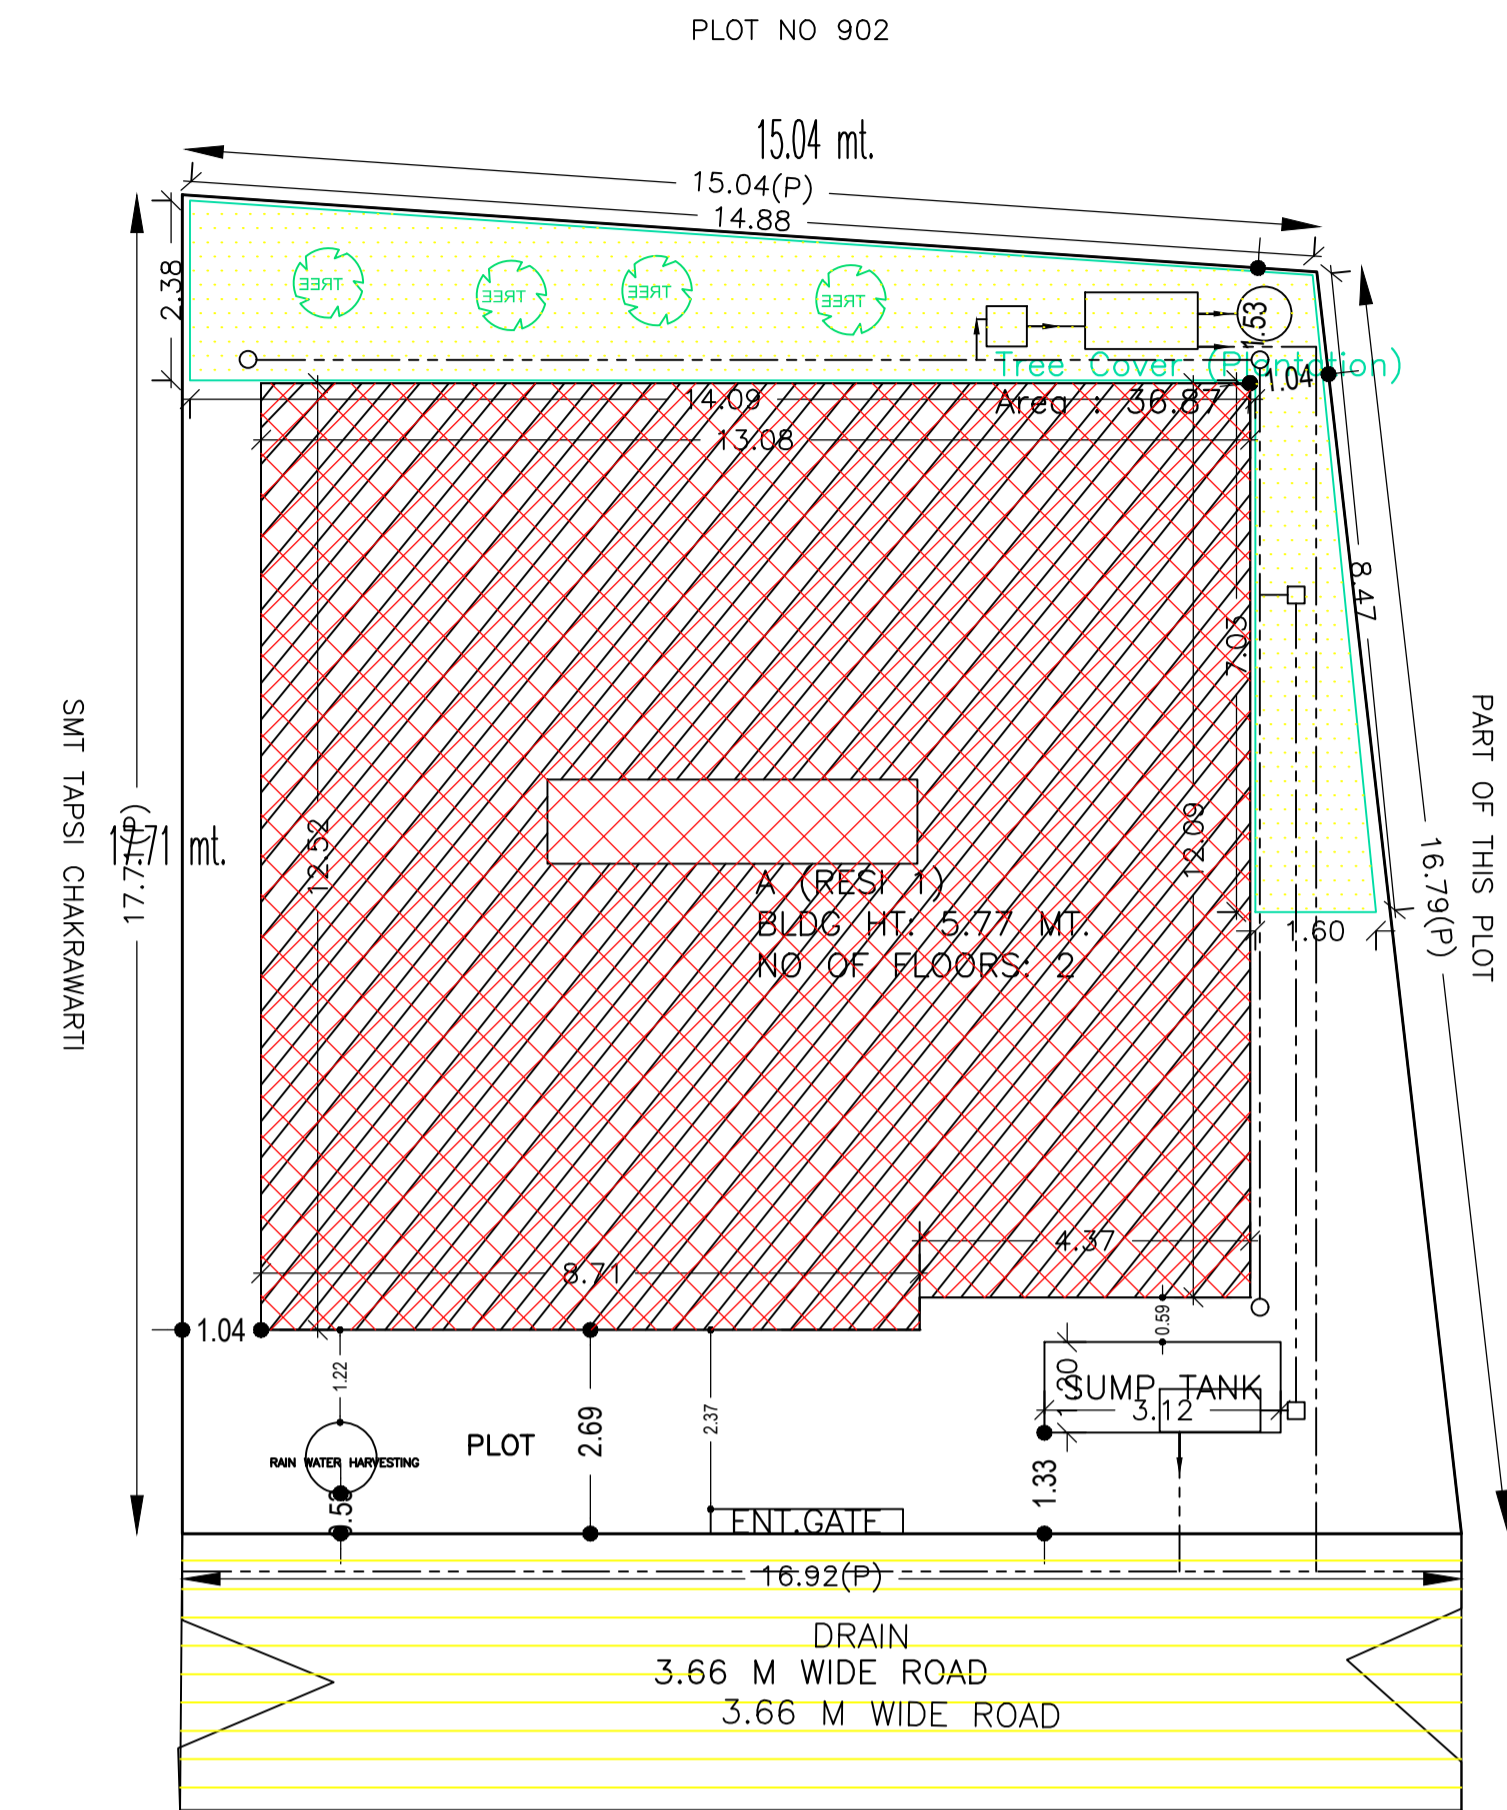 PLOT NO 902
15.04 mt.
15.04(P)
14.88
2.38
TREE
TREE
TREE
TREE
1.53
Tree Cover (Plantation)
1.04
14.09
Area : 36.87
13.08
8.47
7.03
SMT TAPSI CHAKRAWARTI
PART OF THIS PLOT
17.71 mt.
12.52
12.09
16.79(P)
A (RESI 1)
BLDG HT: 5.77 MT.
NO OF FLOORS: 2
1.60
4.37
8.71
1.04
0.59
1.22
1.20
SUMP TANK
3.12
2.37
2.69
PLOT
RAIN WATER HARVESTING
1.33
ENT.GATE
16.92(P)
DRAIN
3.66 M WIDE ROAD
3.66 M WIDE ROAD